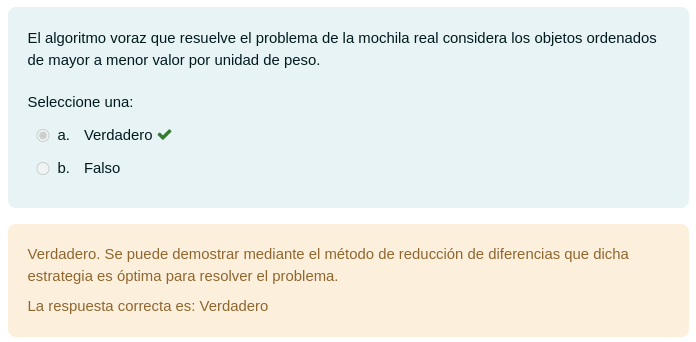 El algoritmo voraz que resuelve el problema de la mochila real considera los objetos ordenados
de mayor a menor valor por unidad de peso.
Seleccione una:
a. Verdadero
b. Falso
Verdadero. Se puede demostrar mediante el método de reducción de diferencias que dicha
estrategia es óptima para resolver el problema.
La respuesta correcta es: Verdadero